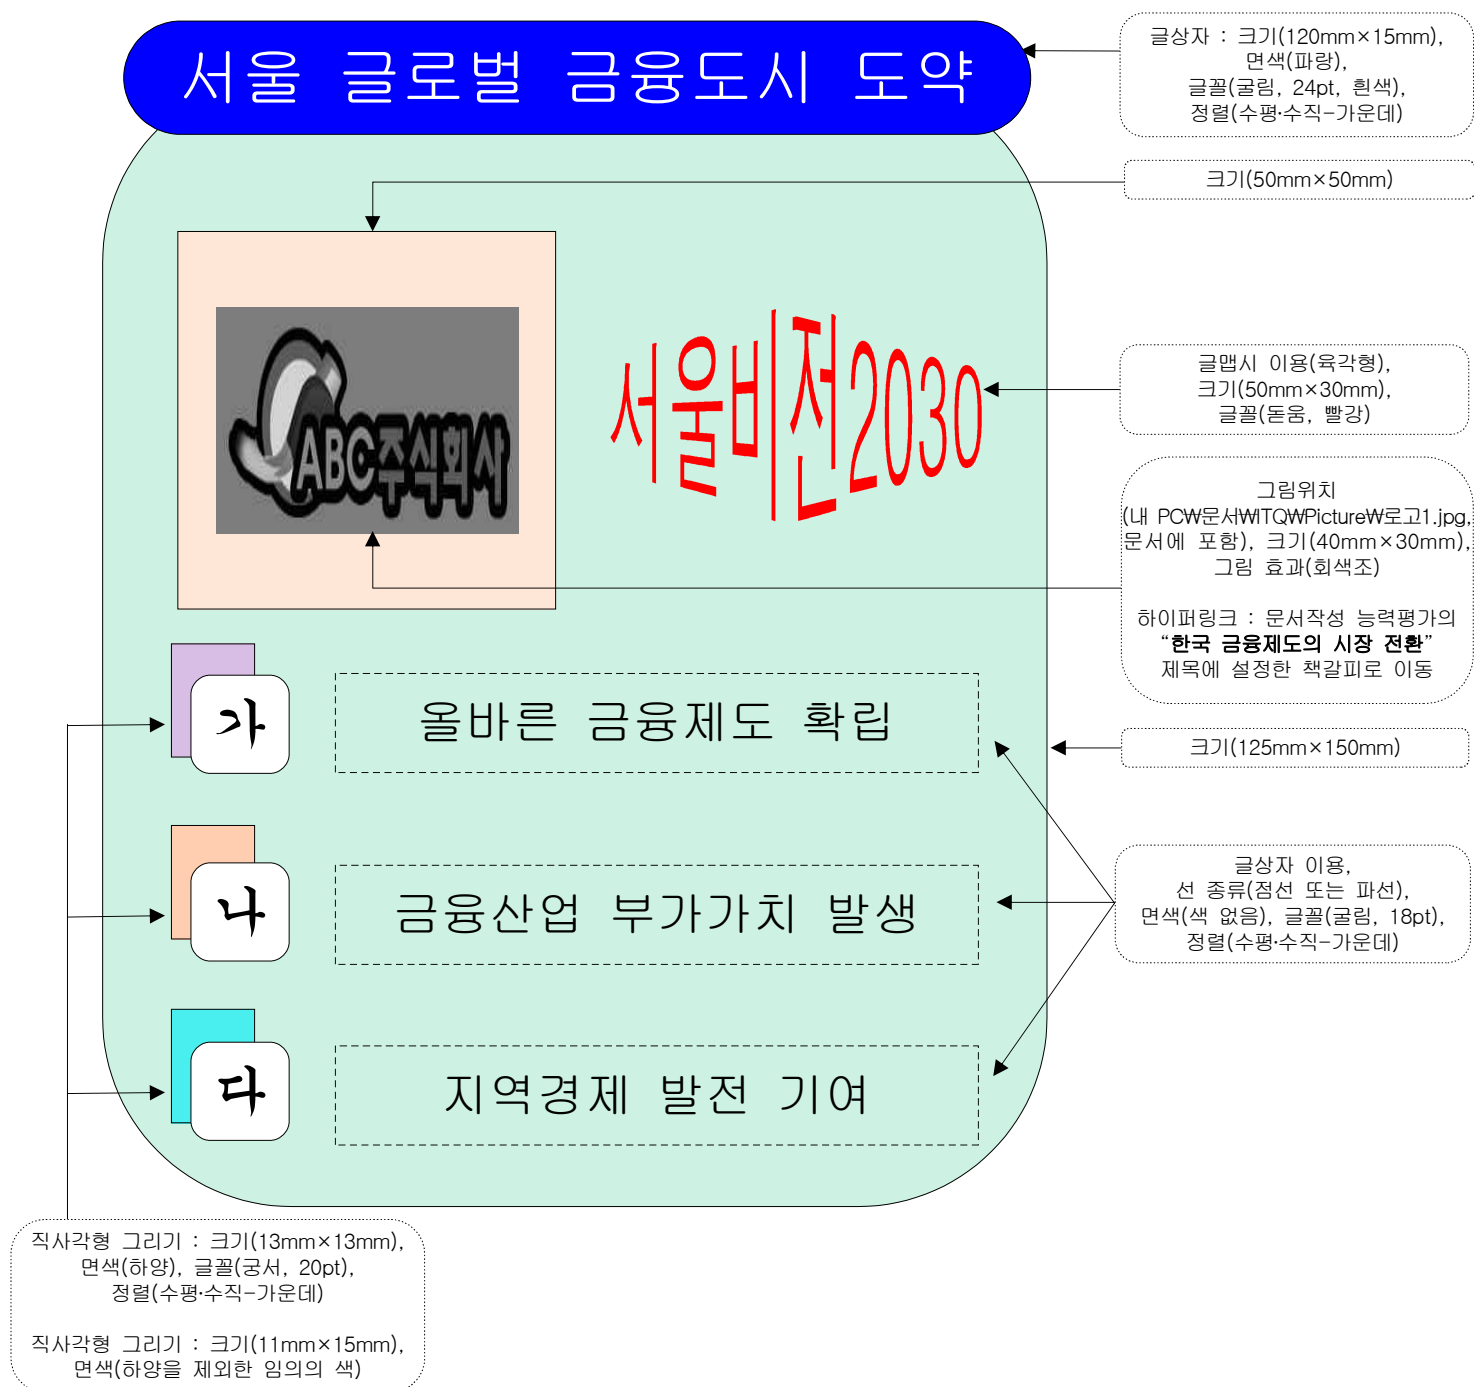 서울 글로벌 금융도시 도약
글상자 : 크기(120mm×15mm),
면색(파랑),
글꼴(굴림, 24pt, 흰색),
정렬(수평·수직-가운데)
크기(50mm×50mm)
ABC주식회사
서울비전2030
글맵시 이용(육각형),
크기(50mm×30mm),
글꼴(돋움, 빨강)
그림위치
(내 PC₩문서₩ITQ₩Picture₩로고1.jpg,
문서에 포함), 크기(40mm×30mm),
그림 효과(회색조)
하이퍼링크 : 문서작성 능력평가의
“한국 금융제도의 시장 전환”
제목에 설정한 책갈피로 이동
가
올바른 금융제도 확립
크기(125mm×150mm)
나
금융산업 부가가치 발생
글상자 이용,
선 종류(점선 또는 파선),
면색(색 없음), 글꼴(굴림, 18pt),
정렬(수평·수직-가운데)
다
지역경제 발전 기여
직사각형 그리기 : 크기(13mm×13mm),
면색(하양), 글꼴(궁서, 20pt),
정렬(수평·수직-가운데)
직사각형 그리기 : 크기(11mm×15mm),
면색(하양을 제외한 임의의 색)